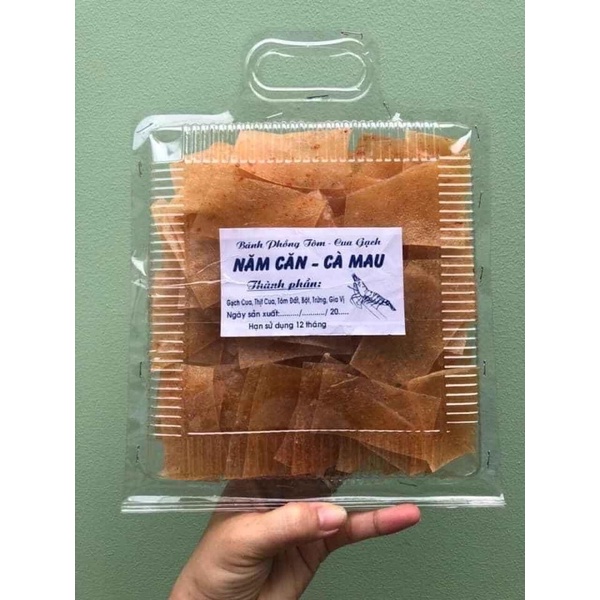 Bánh Phồng Tôm - Cua Gạch
NĂM CĂN - CÀ MAU
Thành phần:
Gạch Cua, Thịt Cua, Tôm Đất, Bột, Trứng, Gia Vị
Ngày sản xuất:........./.........../ 20.....
Hạn sử dụng 12 tháng